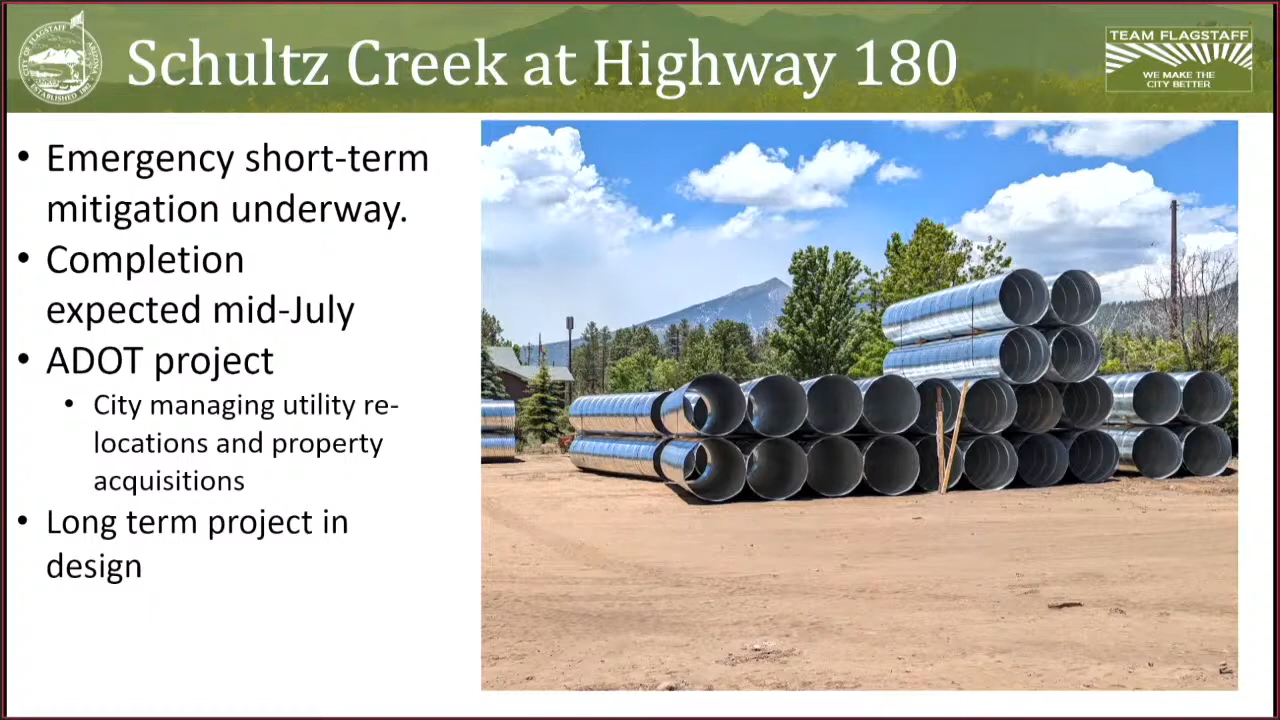 Schultz Creek at Highway 180
CITY OF FLAGSTAFF ARIZONA
ESTABLISHED
TEAM FLAGSTAFF
WE MAKE THE
CITY BETTER
• Emergency short-term
mitigation underway.
• Completion
expected mid-July
• ADOT project
• City managing utility re-
locations and property
acquisitions
• Long term project in
design